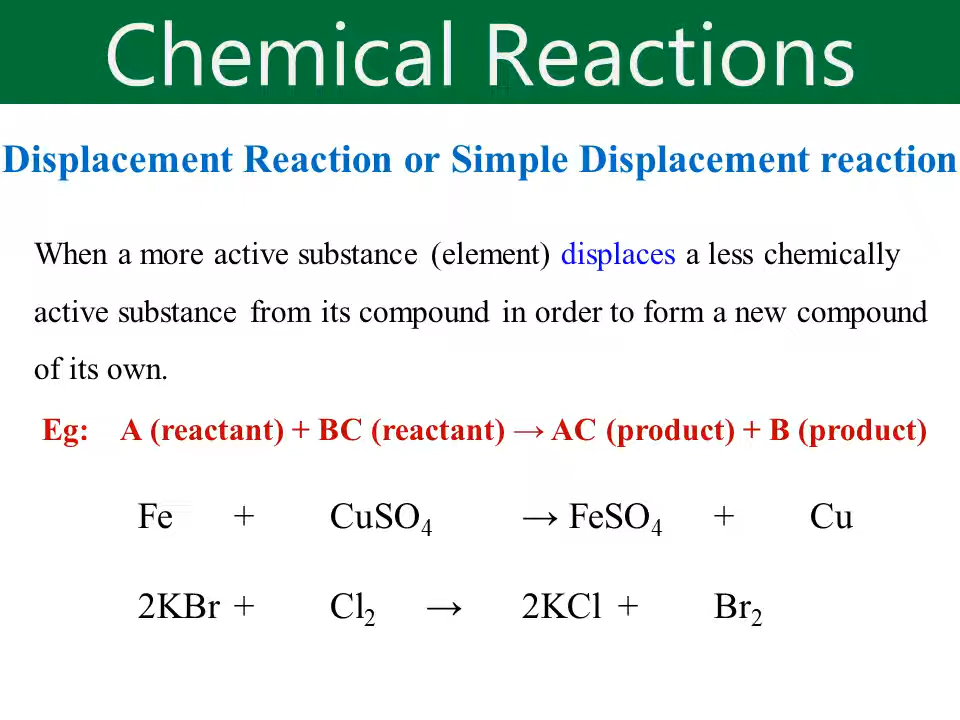 Chemical Reactions
Displacement Reaction or Simple Displacement reaction
When a more active substance (element) displaces a less chemically
active substance from its compound in order to form a new compound
of its own.
Eg: A (reactant) + BC (reactant) → AC (product) + B (product)
Fe + CuSO₄ → FeSO₄ + Cu
2KBr + Cl₂ → 2KCl + Br₂